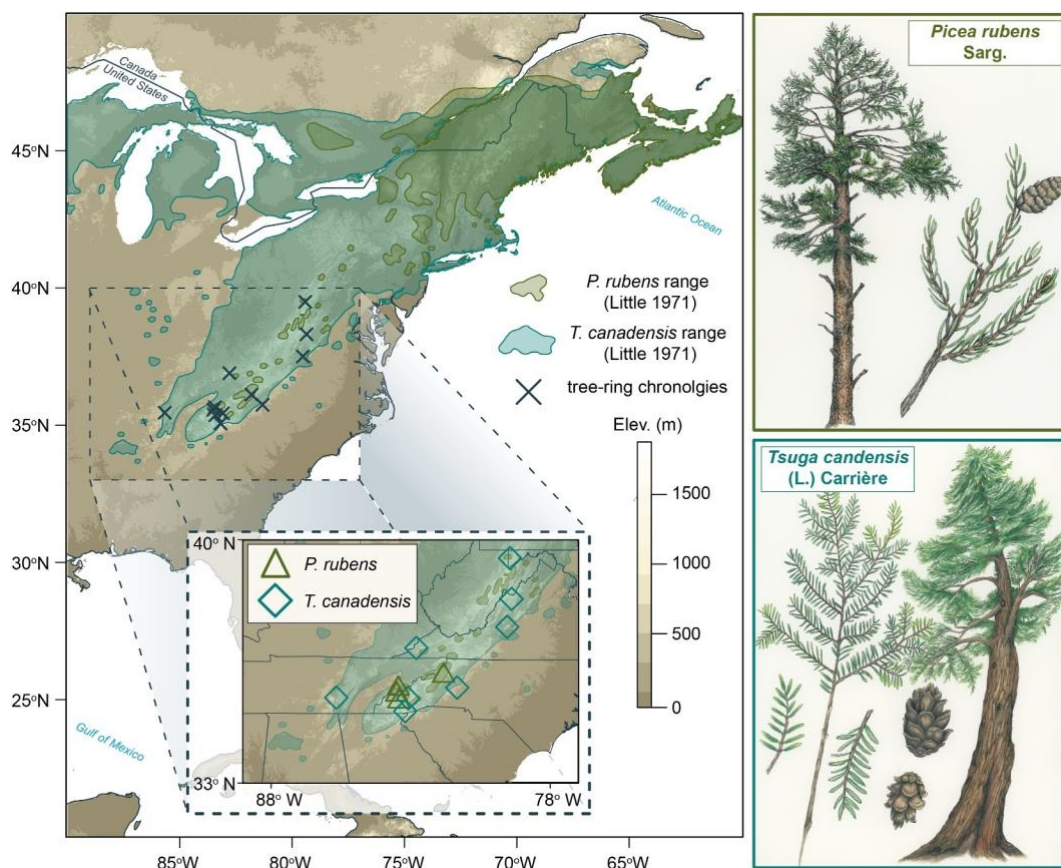 Canada
United States
45°N
40°N
35°N
30°N
25°N
85°W
80°W
75°W
70°W
65°W
Atlantic Ocean
Gulf of Mexico
P. rubens range
(Little 1971)
T. canadensis range
(Little 1971)
tree-ring chronolgies
Elev. (m)
1500
1000
500
0
40° N
33° N
88° W
78° W
P. rubens
T. canadensis
Picea rubens
Sarg.
Tsuga candensis
(L.) Carrière